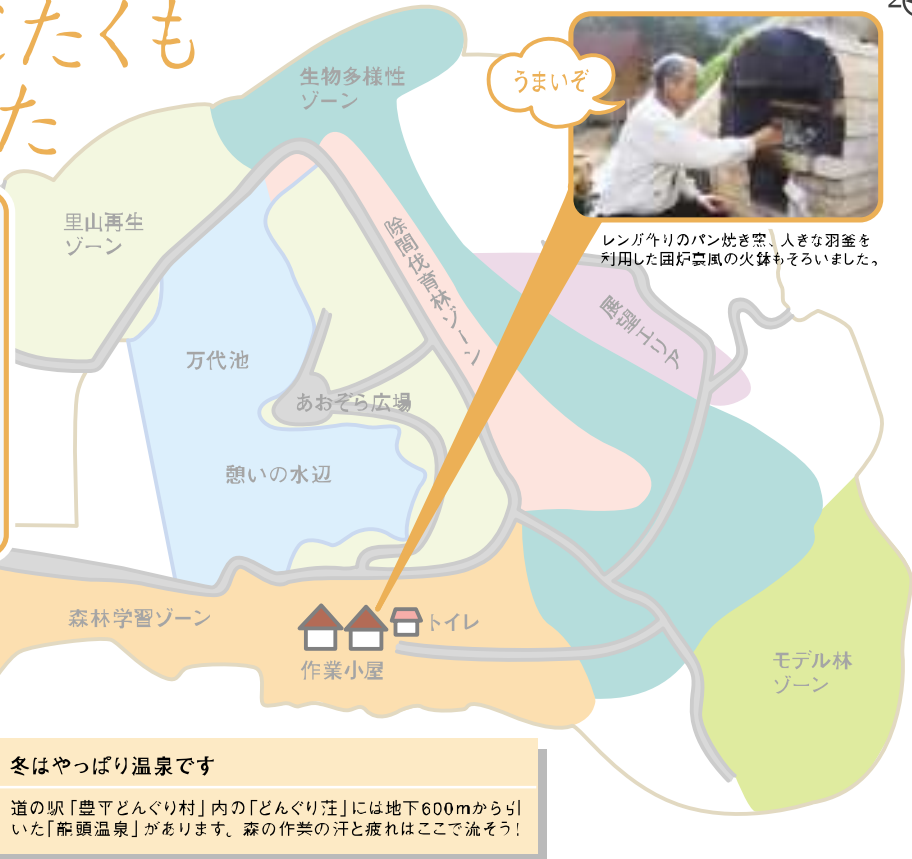 たくも
た
生物多様性
ゾーン
うまいぞ
レンガ作りのパン焼き窯、大きな羽釜を
利用した囲炉裏風の火鉢もそろいました。
里山再生
ゾーン
除間伐育林ゾーン
展望エリア
万代池
あおぞら広場
憩いの水辺
森林学習ゾーン
トイレ
作業小屋
モデル林
ゾーン
冬はやっぱり温泉です
道の駅「豊平どんぐり村」内の「どんぐり荘」には地下600mから引
いた「龍頭温泉」があります。森の作業の汗と疲れはここで流そう!